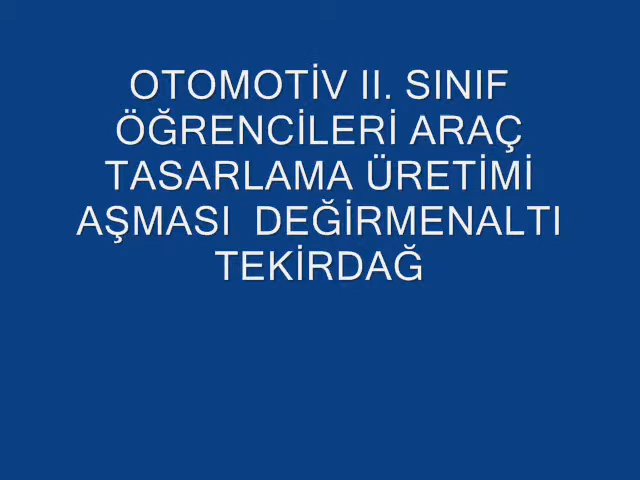 OTOMOTİV II. SINIF
ÖĞRENCİLERİ ARAÇ
TASARLAMA ÜRETİMİ
AŞMASI  DEĞİRMENALTI
TEKİRDAĞ